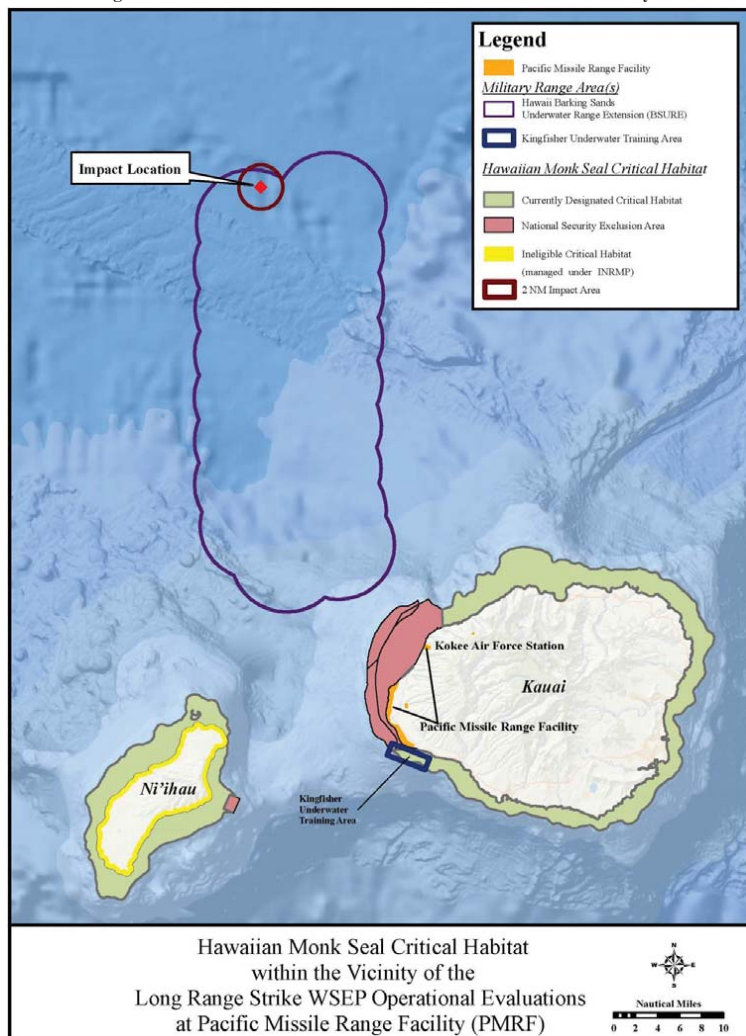 Legend
Pacific Missile Range Facility
Military Range Area(s)
Hawaii Barking Sands
Underwater Range Extension (BSURE)
Kingfisher Underwater Training Area
Hawaiian Monk Seal Critical Habitat
Currently Designated Critical Habitat
National Security Exclusion Area
Ineligible Critical Habitat
(managed under INRMP)
2 NM Impact Area
Impact Location
Kokee Air Force Station
Kauai
Pacific Missile Range Facility
Ni'ihau
Kingfisher
Underwater
Training Area
Hawaiian Monk Seal Critical Habitat
within the Vicinity of the
Long Range Strike WSEP Operational Evaluations
at Pacific Missile Range Facility (PMRF)
N
W E
S
Nautical Miles
0 1 2 4 6 8 10